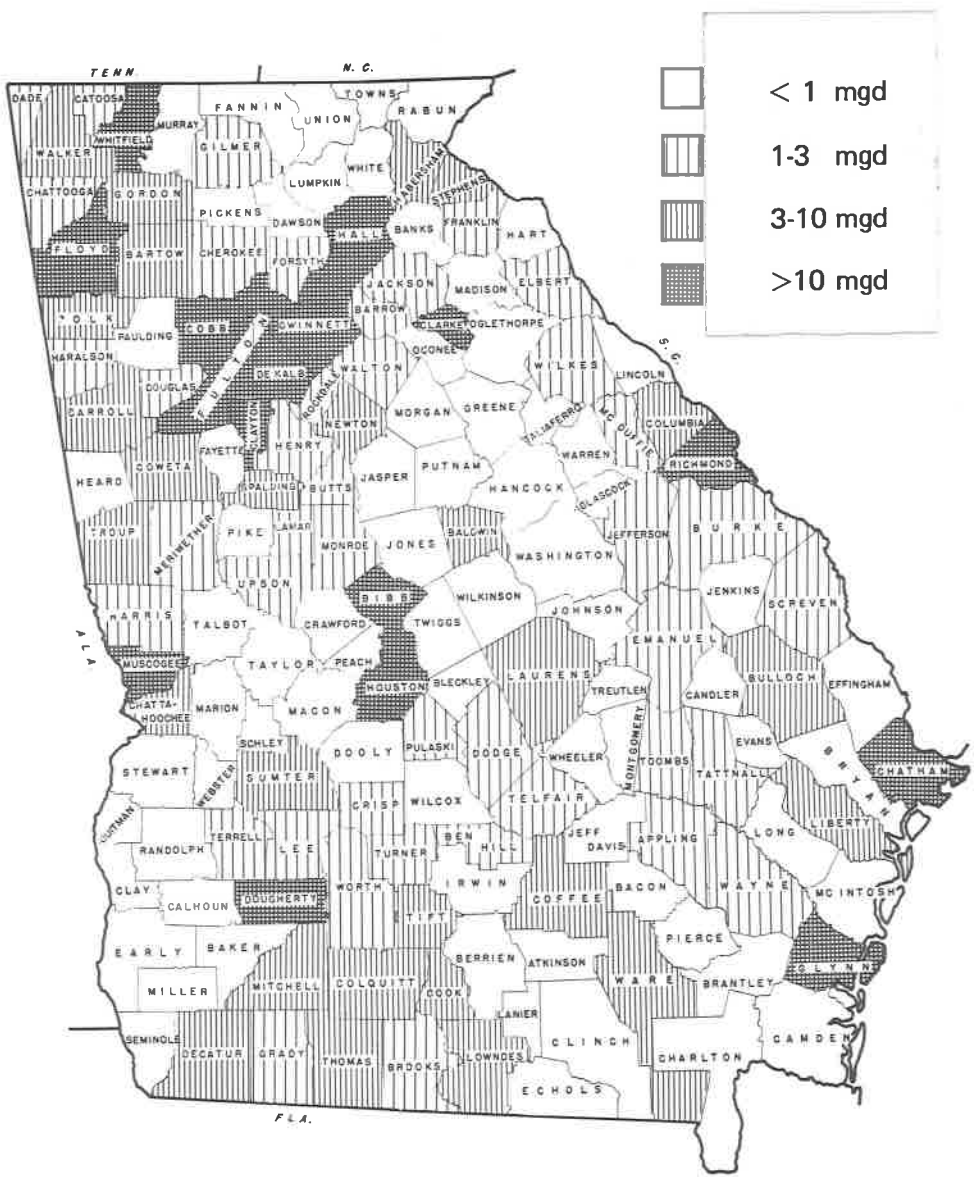 TENN. N. C.
< 1 mgd
1-3 mgd
3-10 mgd
>10 mgd
DADE CATOOSA WHITFIELD MURRAY FANNIN UNION TOWNS RABUN
WALKER GILMER LUMPKIN WHITE HABERSHAM STEPHENS
CHATTOOGA GORDON PICKENS DAWSON HALL BANKS FRANKLIN HART
FLOYD BARTOW CHEROKEE FORSYTH JACKSON MADISON ELBERT
POLK PAULDING COBB FULTON GWINNETT BARROW CLARKE OGLETHORPE
S. C.
HARALSON DOUGLAS DE KALB ROCKDALE WALTON OCONEE WILKES LINCOLN
CARROLL CLAYTON HENRY NEWTON MORGAN GREENE TALIAFERRO MC DUFFIE COLUMBIA
HEARD COWETA FAYETTE SPALDING BUTTS JASPER PUTNAM HANCOCK WARREN GLASCOCK RICHMOND
TROUP MERIWETHER PIKE LAMAR MONROE JONES BALDWIN WASHINGTON JEFFERSON BURKE
HARRIS UPSON BIBB WILKINSON JOHNSON JENKINS SCREVEN
ALA.
TALBOT CRAWFORD TWIGGS EMANUEL
MUSCOGEE TAYLOR PEACH HOUSTON BLECKLEY LAURENS TREUTLEN CANDLER BULLOCH EFFINGHAM
CHATTA-
HOOCHEE MARION MACON
SCHLEY DOOLY PULASKI DODGE WHEELER MONTGOMERY TOOMBS TATTNALL EVANS BRYAN CHATHAM
STEWART WEBSTER SUMTER CRISP WILCOX TELFAIR
QUITMAN RANDOLPH TERRELL LEE TURNER BEN HILL JEFF DAVIS APPLING LONG LIBERTY
CLAY CALHOUN DOUGHERTY WORTH TIFT IRWIN COFFEE BACON WAYNE MC INTOSH
EARLY BAKER BERRIEN ATKINSON PIERCE
MILLER MITCHELL COLQUITT COOK LANIER WARE BRANTLEY GLYNN
SEMINOLE DECATUR GRADY THOMAS BROOKS LOWNDES CLINCH CHARLTON CAMDEN
ECHOLS
FLA.